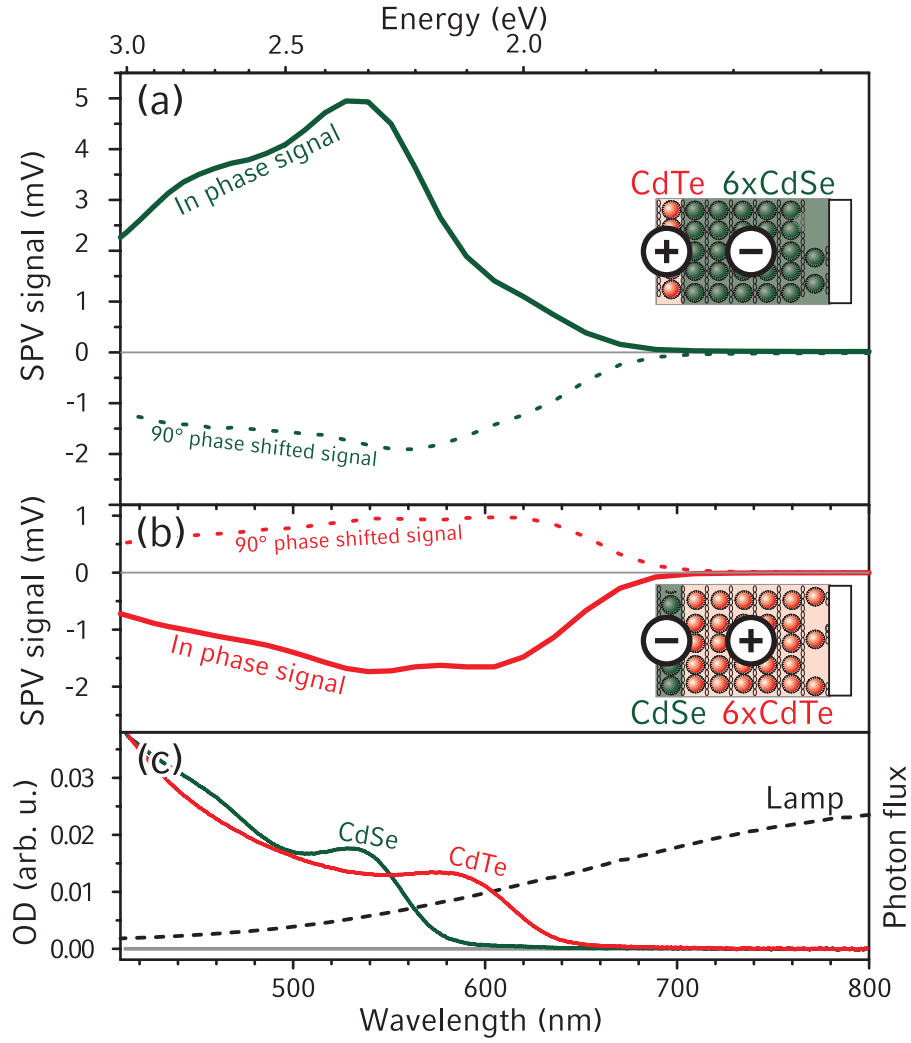 Energy (eV)
3.0 2.5 2.0
(a)
SPV signal (mV)
5
4
3
2
1
0
-1
-2
In phase signal
CdTe 6xCdSe
+ −
90° phase shifted signal
(b)
SPV signal (mV)
1
0
-1
-2
90° phase shifted signal
In phase signal
− +
CdSe 6xCdTe
(c)
OD (arb. u.)
0.03
0.02
0.01
0.00
CdSe
CdTe
Lamp
Photon flux
500 600 700 800
Wavelength (nm)